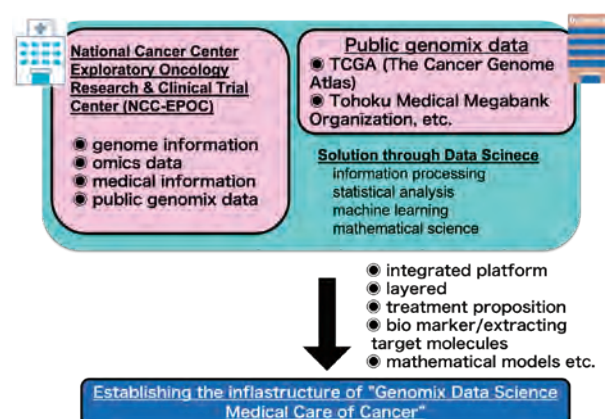 National Cancer Center
Exploratory Oncology
Research & Clinical Trial
Center (NCC-EPOC)
◉ genome information
◉ omics data
◉ medical information
◉ public genomix data
Public genomix data
◉ TCGA (The Cancer Genome
Atlas)
◉ Tohoku Medical Megabank
Organization, etc.
Solution through Data Scinece
information processing
statistical analysis
machine learning
mathematical science
◉ integrated platform
◉ layered
◉ treatment proposition
◉ bio marker/extracting
target molecules
◉ mathematical models etc.
Establishing the inflastructure of "Genomix Data Science
Medical Care of Cancer"